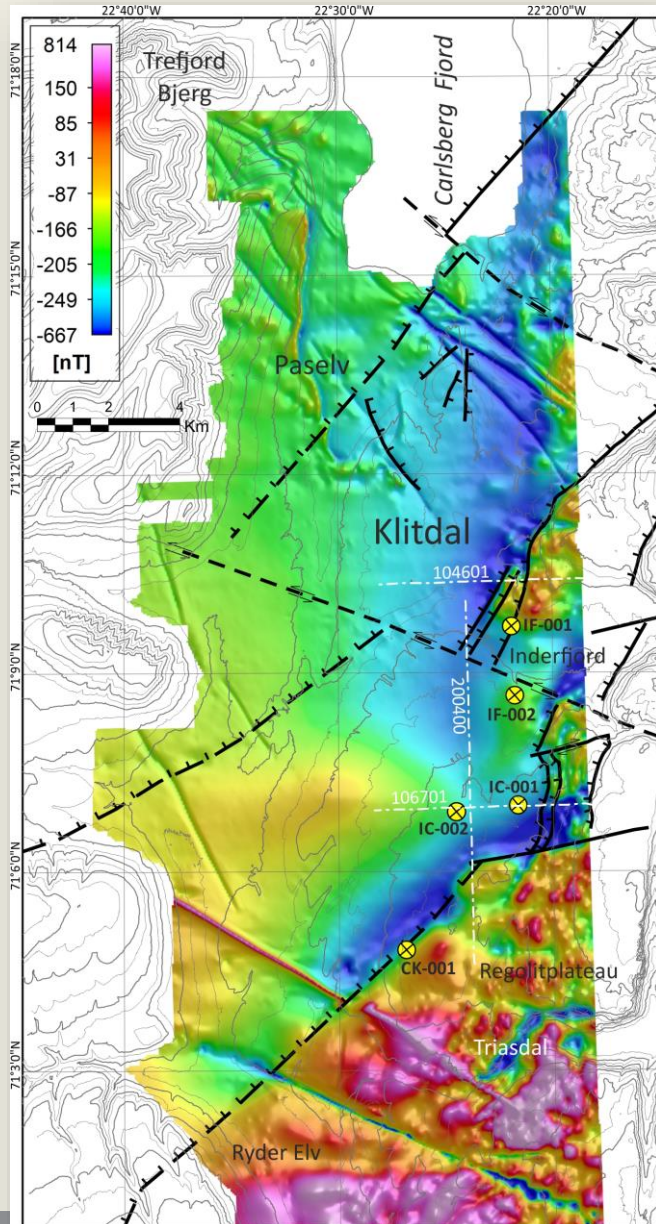 22°40'0"W
22°30'0"W
22°20'0"W
814
150
85
31
-87
-166
-205
-249
-667
[nT]
0 1 2 4
Km
Trefjord
Bjerg
Carlsberg Fjord
71°18'0"N
71°15'0"N
Paselv
71°12'0"N
Klitdal
104601
IF-001
71°9'0"N
Inderfjord
200400
IF-002
IC-001
106701
IC-002
71°6'0"N
CK-001
Regolitplateau
71°3'0"N
Triasdal
Ryder Elv